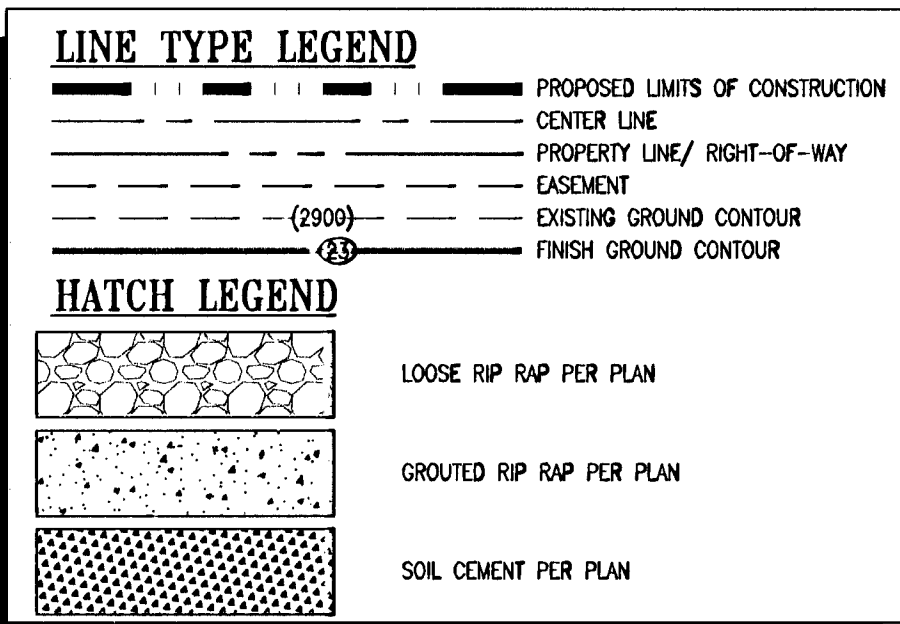 LINE TYPE LEGEND
PROPOSED LIMITS OF CONSTRUCTION
CENTER LINE
PROPERTY LINE/ RIGHT-OF-WAY
EASEMENT
(2900) EXISTING GROUND CONTOUR
23 FINISH GROUND CONTOUR
HATCH LEGEND
LOOSE RIP RAP PER PLAN
GROUTED RIP RAP PER PLAN
SOIL CEMENT PER PLAN